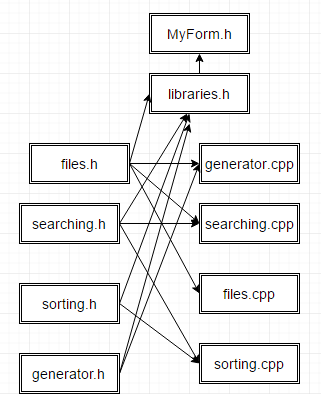 MyForm.h
libraries.h
files.h
generator.cpp
searching.h
searching.cpp
sorting.h
files.cpp
generator.h
sorting.cpp